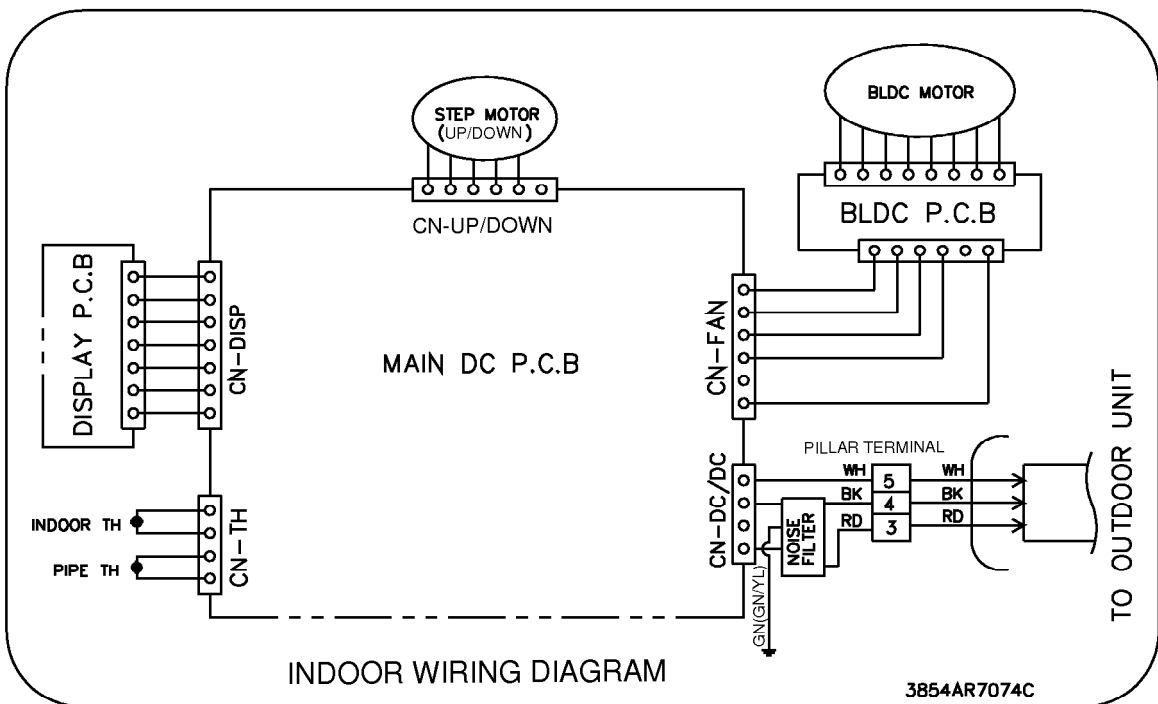 BLDC MOTOR
STEP MOTOR
(UP/DOWN)
BLDC P.C.B
CN-UP/DOWN
DISPLAY P.C.B
CN-DISP
MAIN DC P.C.B
CN-FAN
TO OUTDOOR UNIT
PILLAR TERMINAL
CN-DC/DC
WH
5
WH
BK
4
BK
RD
3
RD
NOISE
FILTER
INDOOR TH
PIPE TH
CN-TH
GN(GN/YL)
INDOOR WIRING DIAGRAM
3854AR7074C